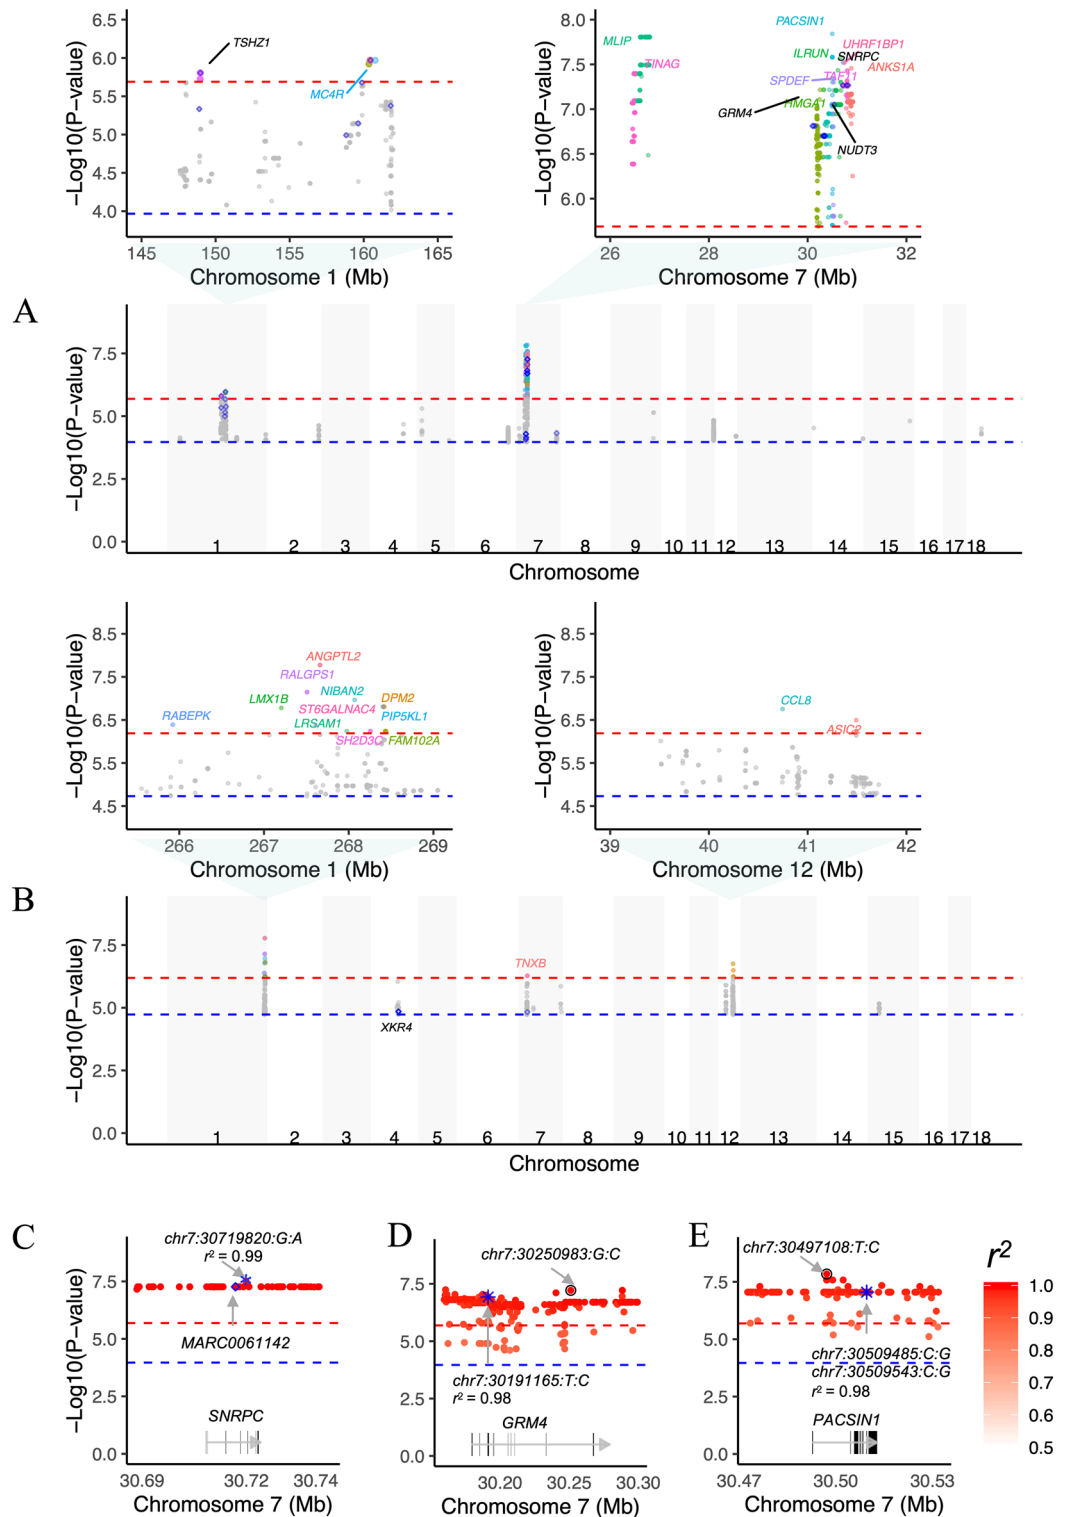 6.5
6.0
5.5
5.0
4.5
4.0
−Log10(P−value)
TSHZ1
MC4R
145
150
155
160
165
Chromosome 1 (Mb)
8.0
7.5
7.0
6.5
6.0
−Log10(P−value)
PACSIN1
MLIP
TINAG
ILRUN
UHRF1BP1
SNRPC
ANKS1A
SPDEF
TAF11
HMGA1
GRM4
NUDT3
26
28
30
32
Chromosome 7 (Mb)
A
7.5
5.0
2.5
0.0
−Log10(P−value)
1 2 3 4 5 6 7 8 9 10 11 12 13 14 15 16 17 18
Chromosome
8.5
7.5
6.5
5.5
4.5
−Log10(P−value)
ANGPTL2
RALGPS1
NIBAN2
LMX1B
DPM2
ST6GALNAC4
RABEPK
PIP5KL1
LRSAM1
SH2D3C
FAM102A
266
267
268
269
Chromosome 1 (Mb)
8.5
7.5
6.5
5.5
4.5
−Log10(P−value)
CCL8
ASIC2
39
40
41
42
Chromosome 12 (Mb)
B
7.5
5.0
2.5
0.0
−Log10(P−value)
TNXB
XKR4
1 2 3 4 5 6 7 8 9 10 11 12 13 14 15 16 17 18
Chromosome
C
chr7:30719820:G:A
r² = 0.99
7.5
5.0
2.5
0.0
−Log10(P−value)
MARC0061142
SNRPC
30.69
30.72
30.74
Chromosome 7 (Mb)
D
chr7:30250983:G:C
7.5
5.0
2.5
0.0
chr7:30191165:T:C
r² = 0.98
GRM4
30.20
30.25
30.30
Chromosome 7 (Mb)
E
chr7:30497108:T:C
7.5
5.0
2.5
0.0
chr7:30509485:C:G
chr7:30509543:C:G
r² = 0.98
PACSIN1
30.47
30.50
30.53
Chromosome 7 (Mb)
r²
1.0
0.9
0.8
0.7
0.6
0.5